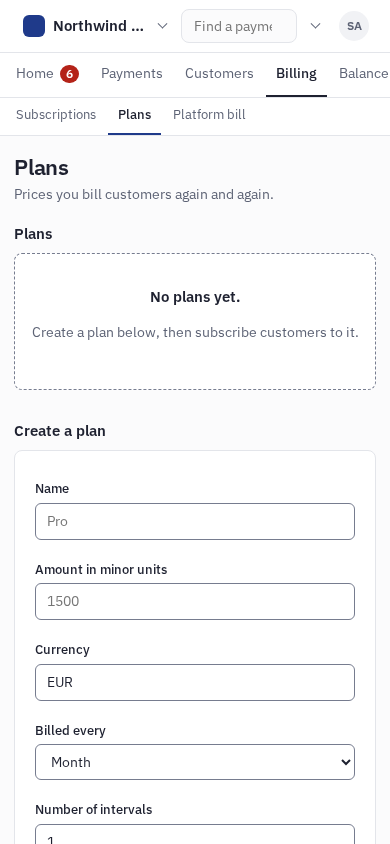 Northwind ...
Find a payme
SA
Home 6 Payments Customers Billing Balance
Subscriptions Plans Platform bill
Plans
Prices you bill customers again and again.
Plans
No plans yet.
Create a plan below, then subscribe customers to it.
Create a plan
Name
Pro
Amount in minor units
1500
Currency
EUR
Billed every
Month
Number of intervals
1